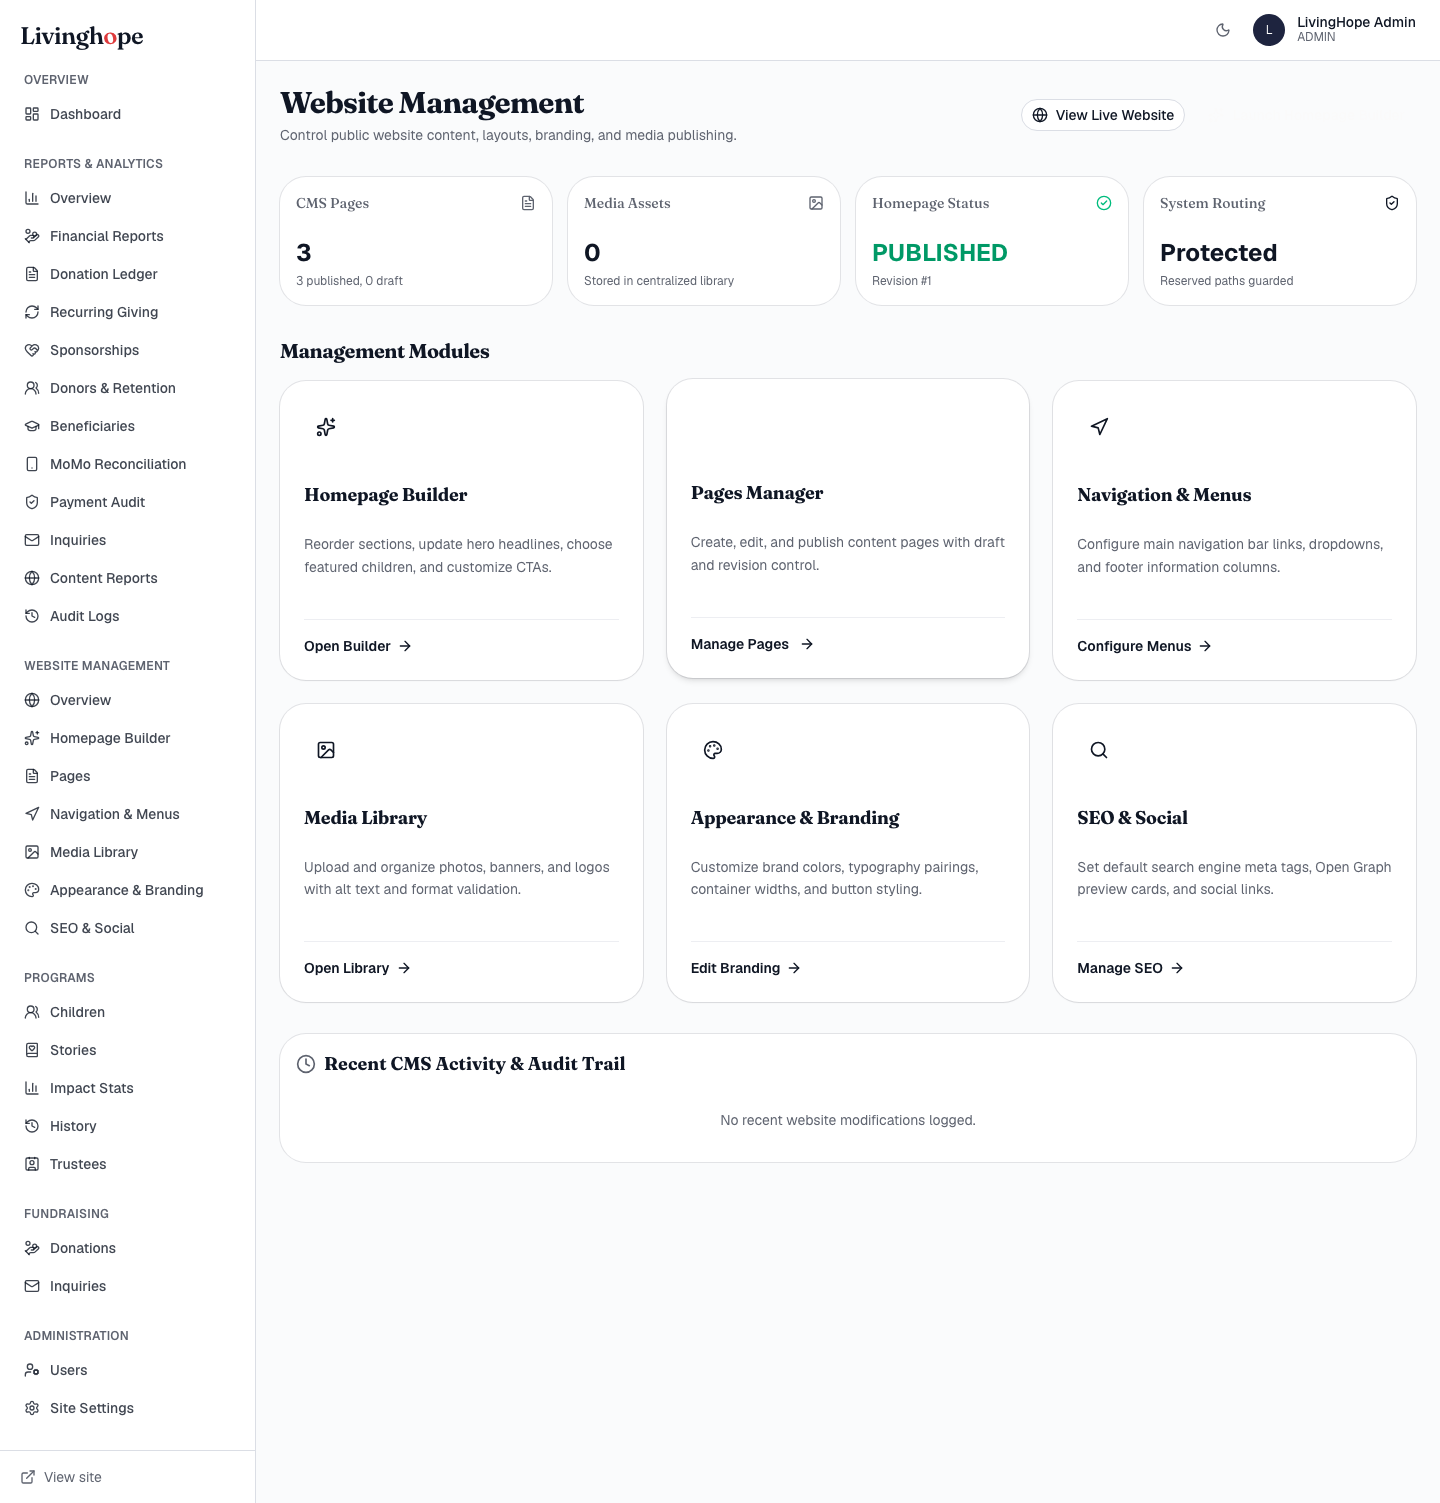 Livinghope
OVERVIEW
Dashboard
REPORTS & ANALYTICS
Overview
Financial Reports
Donation Ledger
Recurring Giving
Sponsorships
Donors & Retention
Beneficiaries
MoMo Reconciliation
Payment Audit
Inquiries
Content Reports
Audit Logs
WEBSITE MANAGEMENT
Overview
Homepage Builder
Pages
Navigation & Menus
Media Library
Appearance & Branding
SEO & Social
PROGRAMS
Children
Stories
Impact Stats
History
Trustees
FUNDRAISING
Donations
Inquiries
ADMINISTRATION
Users
Site Settings
View site
L
LivingHope Admin
ADMIN
Website Management
Control public website content, layouts, branding, and media publishing.
View Live Website
CMS Pages
3
3 published, 0 draft
Media Assets
0
Stored in centralized library
Homepage Status
PUBLISHED
Revision #1
System Routing
Protected
Reserved paths guarded
Management Modules
Homepage Builder
Reorder sections, update hero headlines, choose
featured children, and customize CTAs.
Open Builder
Pages Manager
Create, edit, and publish content pages with draft
and revision control.
Manage Pages
Navigation & Menus
Configure main navigation bar links, dropdowns,
and footer information columns.
Configure Menus
Media Library
Upload and organize photos, banners, and logos
with alt text and format validation.
Open Library
Appearance & Branding
Customize brand colors, typography pairings,
container widths, and button styling.
Edit Branding
SEO & Social
Set default search engine meta tags, Open Graph
preview cards, and social links.
Manage SEO
Recent CMS Activity & Audit Trail
No recent website modifications logged.